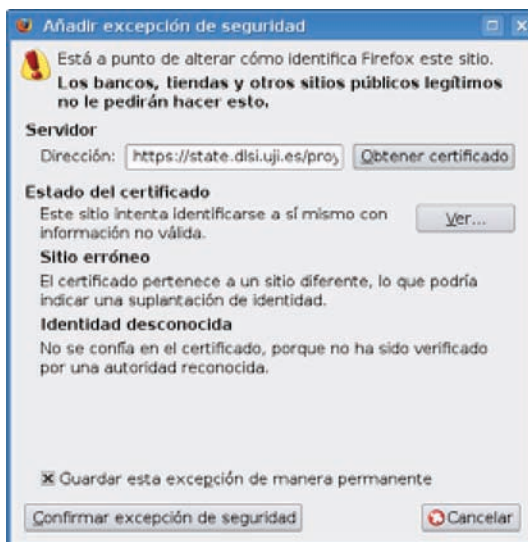 Añadir excepción de seguridad
Está a punto de alterar cómo identifica Firefox este sitio.
Los bancos, tiendas y otros sitios públicos legítimos
no le pedirán hacer esto.
Servidor
Dirección: https://state.dlsi.uji.es/proy Obtener certificado
Estado del certificado
Este sitio intenta identificarse a sí mismo con
información no válida.
Ver...
Sitio erróneo
El certificado pertenece a un sitio diferente, lo que podría
indicar una suplantación de identidad.
Identidad desconocida
No se confía en el certificado, porque no ha sido verificado
por una autoridad reconocida.
Guardar esta excepción de manera permanente
Confirmar excepción de seguridad Cancelar